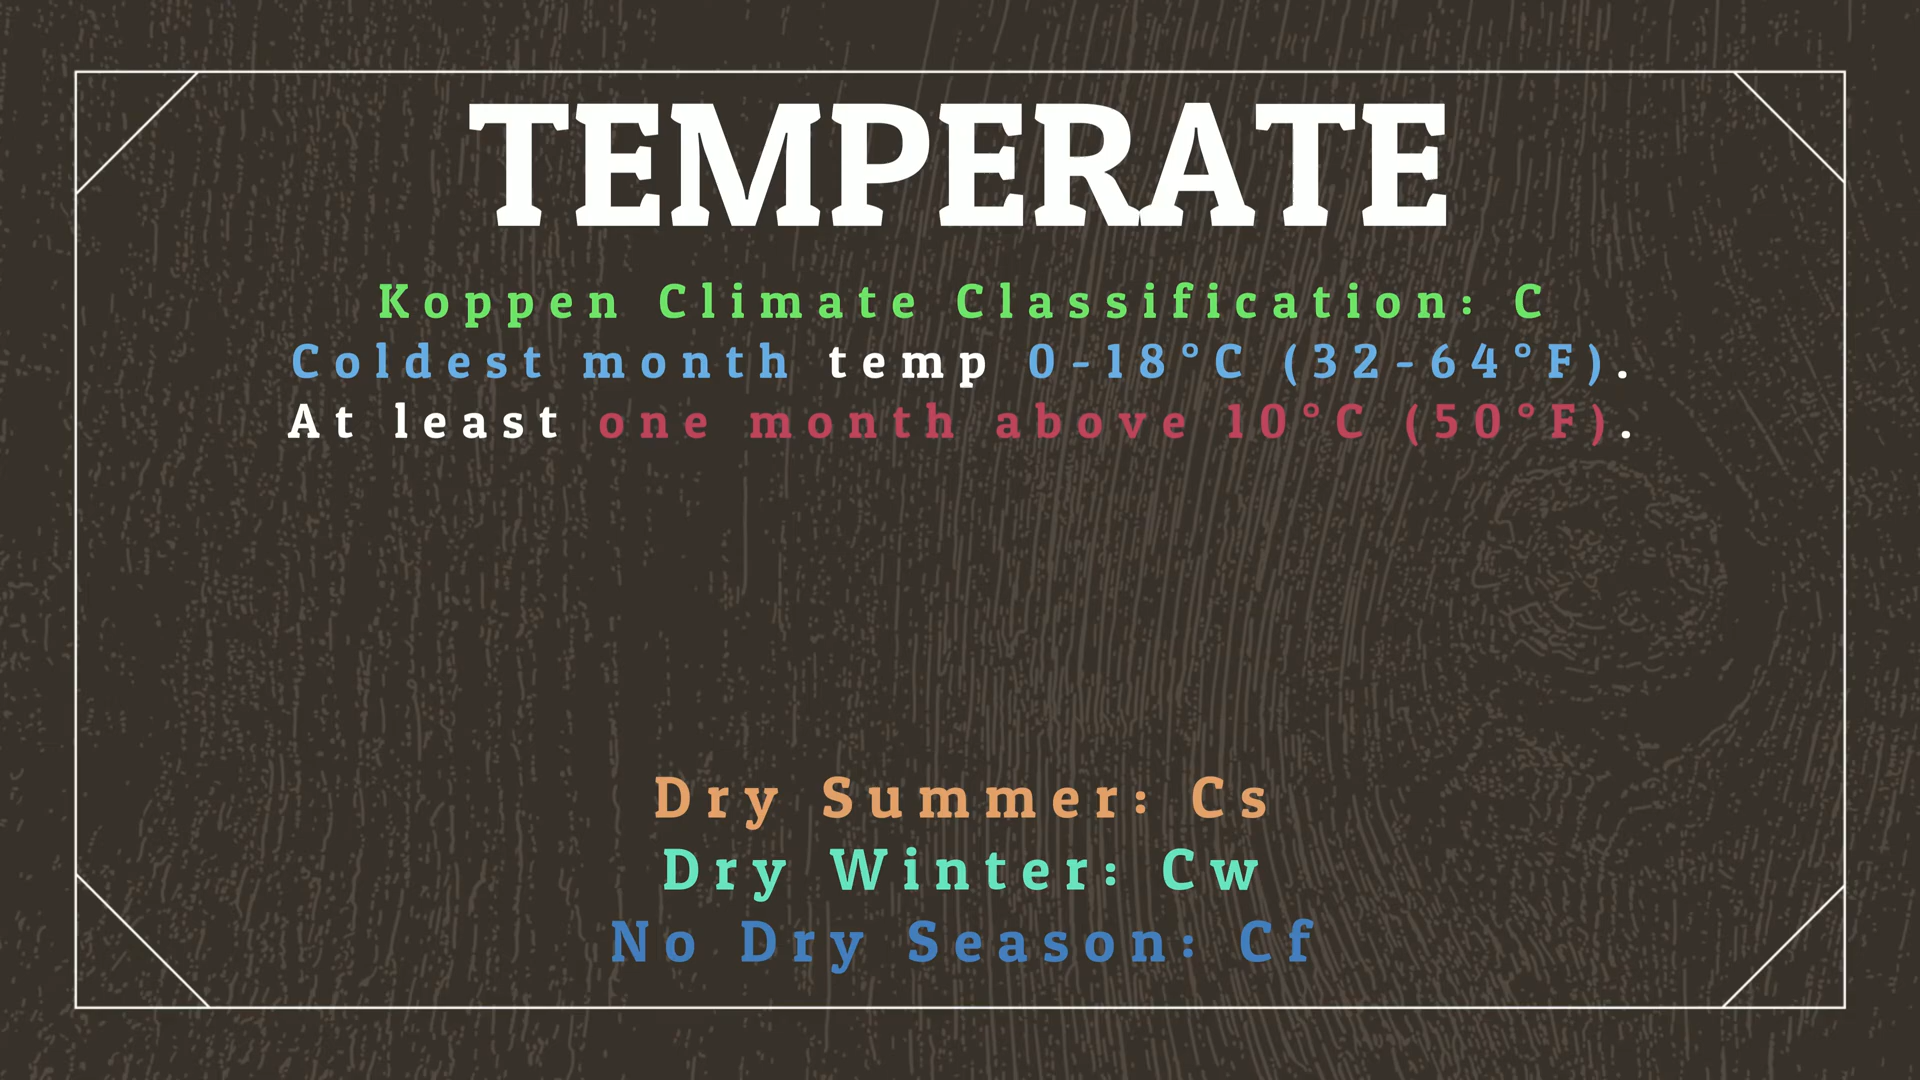 TEMPERATE
Koppen Climate Classification: C
Coldest month temp 0-18°C (32-64°F).
At least one month above 10°C (50°F).
Dry Summer: Cs
Dry Winter: Cw
No Dry Season: Cf